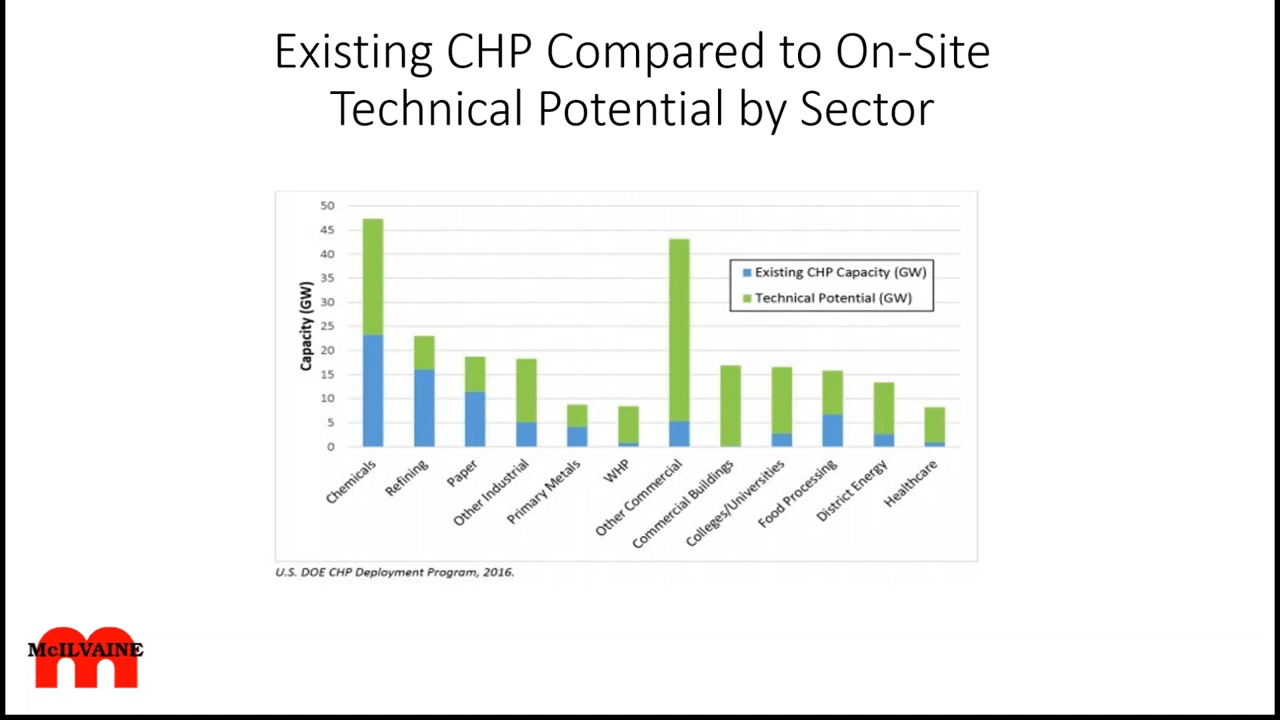 Existing CHP Compared to On-Site
Technical Potential by Sector
50
45
40
35
30
25
20
15
10
5
0
Capacity (GW)
Existing CHP Capacity (GW)
Technical Potential (GW)
Chemicals
Refining
Paper
Other Industrial
Primary Metals
WHP
Other Commercial
Commercial Buildings
Colleges/Universities
Food Processing
District Energy
Healthcare
U.S. DOE CHP Deployment Program, 2016.
McILVAINE